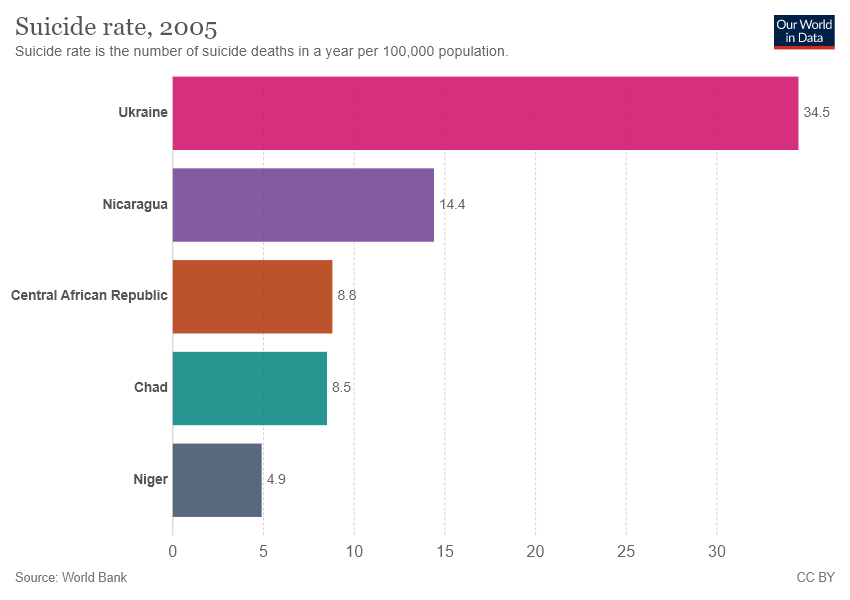 Suicide rate, 2005
Our World
in Data
Suicide rate is the number of suicide deaths in a year per 100,000 population.
Ukraine
34.5
Nicaragua
14.4
Central African Republic
8.8
Chad
8.5
Niger
4.9
0
5
10
15
20
25
30
Source: World Bank
CC BY